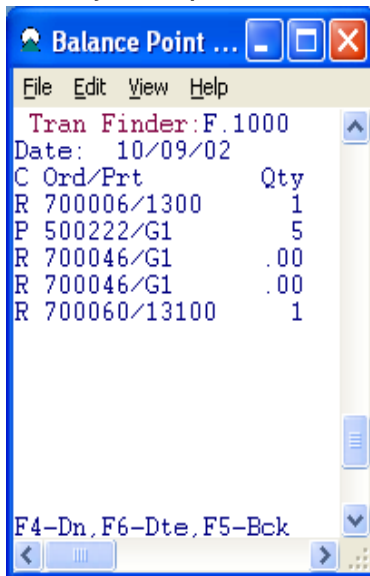 Balance Point ...
File Edit View Help
Tran Finder:F.1000
Date: 10/09/02
C Ord/Prt Qty
R 700006/1300 1
P 500222/G1 5
R 700046/G1 .00
R 700046/G1 .00
R 700060/13100 1
F4-Dn,F6-Dte,F5-Bck